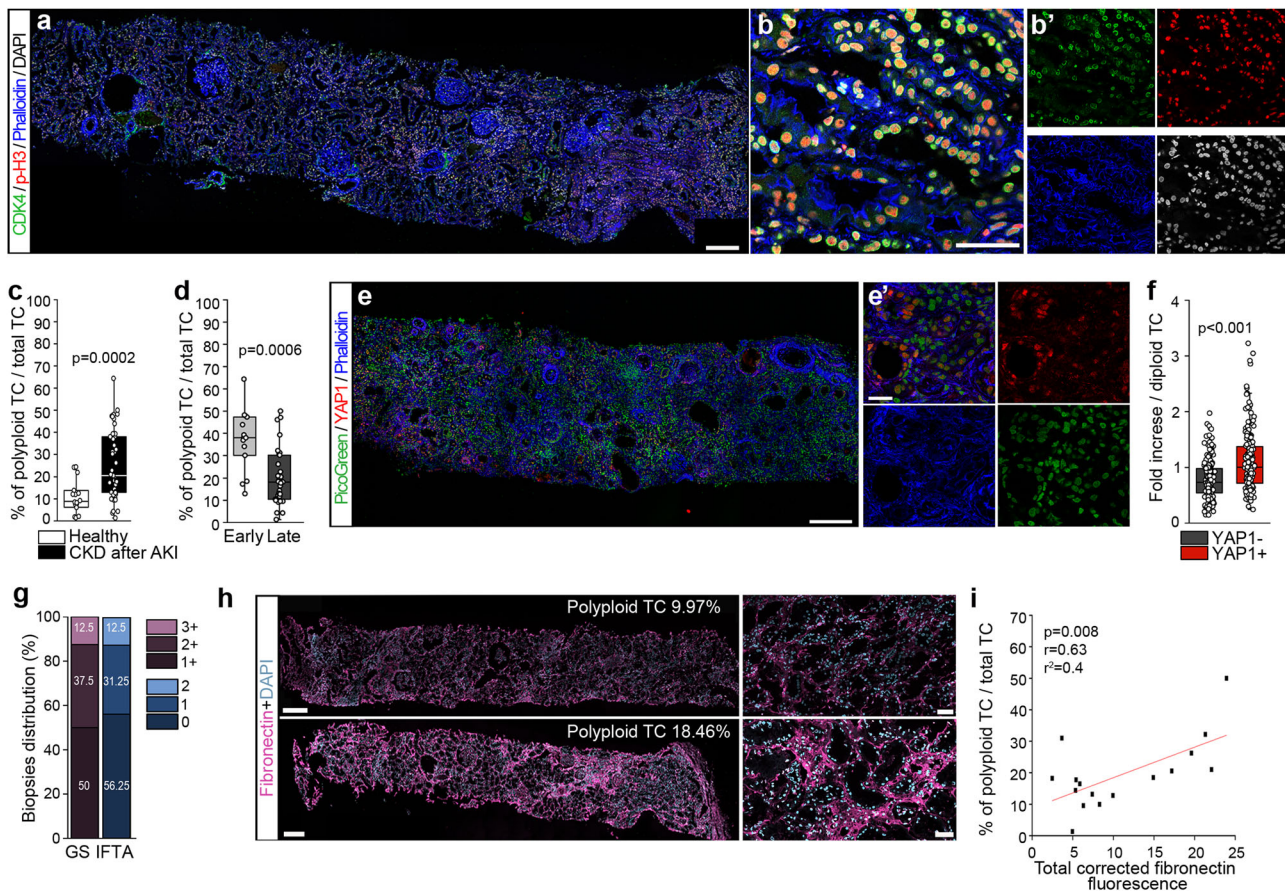 a
CDK4 / p-H3 / Phalloidin / DAPI
b
b'
c
% of polyploid TC / total TC
100
90
80
70
60
50
40
30
20
10
0
p=0.0002
Healthy
CKD after AKI
d
% of polypoid TC / total TC
100
90
80
70
60
50
40
30
20
10
0
p=0.0006
Early Late
e
PicoGreen / YAP1 / Phalloidin
e'
f
Fold increse / diploid TC
4
3
2
1
0
p<0.001
YAP1-
YAP1+
g
Biopsies distribution (%)
100
80
60
40
20
0
12.5
37.5
50
12.5
31.25
56.25
GS IFTA
3+
2+
1+
2
1
0
h
Fibronectin+DAPI
Polyploid TC 9.97%
Polyploid TC 18.46%
i
% of polyploid TC / total TC
70
60
50
40
30
20
10
0
p=0.008
r=0.63
r²=0.4
0 5 10 15 20 25
Total corrected fibronectin
fluorescence